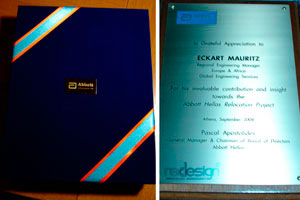 Abbott
In Grateful Appreciation to
ECKART MAURITZ
Regional Engineering Manager
Europe & Africa
Global Engineering Services
For his invaluable contribution and insight
towards the
Abbott Hellas Relocation Project
Athens, September 2009
Pascal Apostolides
General Manager & Chairman of Board of Directors
Abbott Hellas
redesign